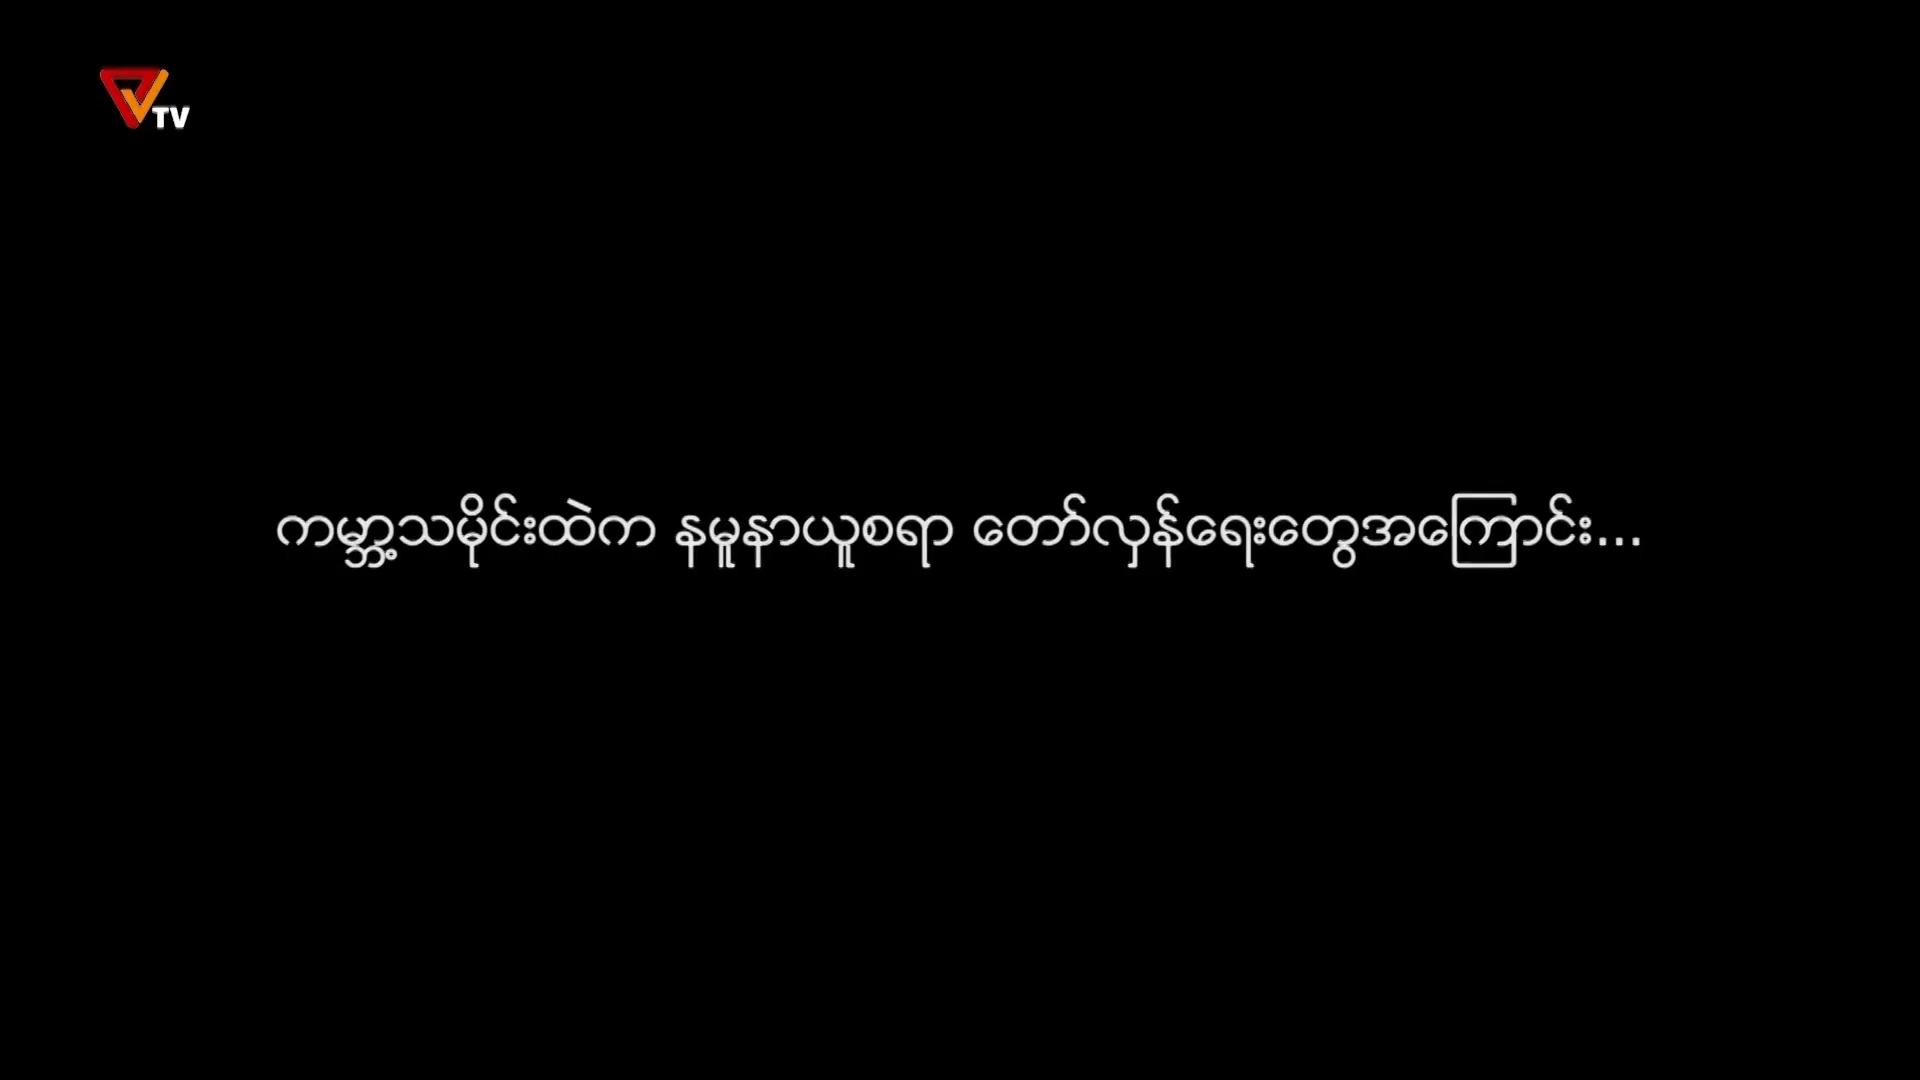 TV
ကမ္ဘာ့သမိုင်းထဲက နမူနာယူစရာ တော်လှန်ရေးတွေအကြောင်း...